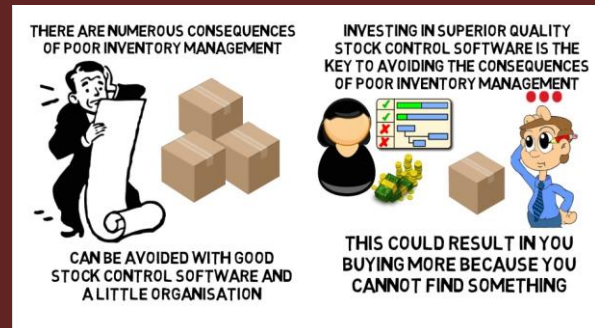 THERE ARE NUMEROUS CONSEQUENCES
OF POOR INVENTORY MANAGEMENT
CAN BE AVOIDED WITH GOOD
STOCK CONTROL SOFTWARE AND
A LITTLE ORGANISATION
INVESTING IN SUPERIOR QUALITY
STOCK CONTROL SOFTWARE IS THE
KEY TO AVOIDING THE CONSEQUENCES
OF POOR INVENTORY MANAGEMENT
THIS COULD RESULT IN YOU
BUYING MORE BECAUSE YOU
CANNOT FIND SOMETHING